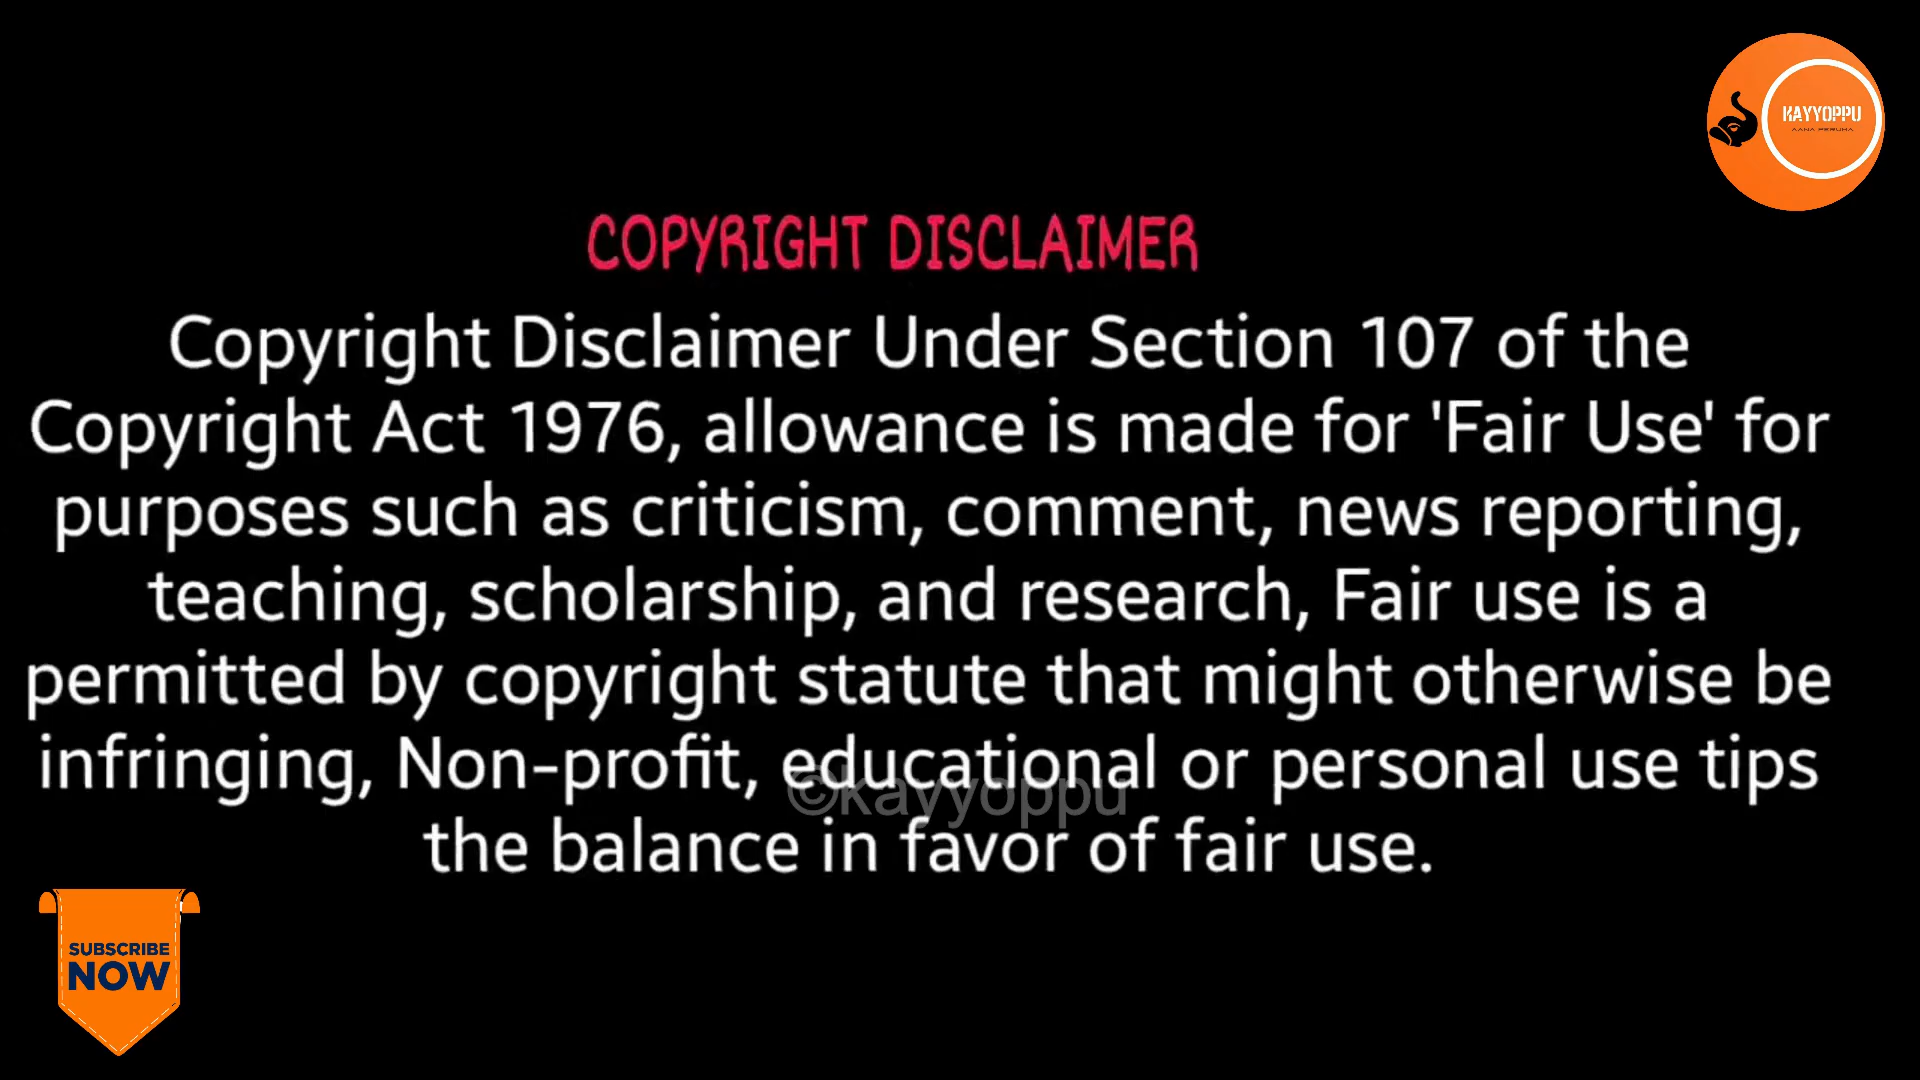 KAYYOPPU
AANA PERUMA
COPYRIGHT DISCLAIMER
Copyright Disclaimer Under Section 107 of the
Copyright Act 1976, allowance is made for 'Fair Use' for
purposes such as criticism, comment, news reporting,
teaching, scholarship, and research, Fair use is a
permitted by copyright statute that might otherwise be
infringing, Non-profit, educational or personal use tips
©kayyoppu
the balance in favor of fair use.
SUBSCRIBE
NOW